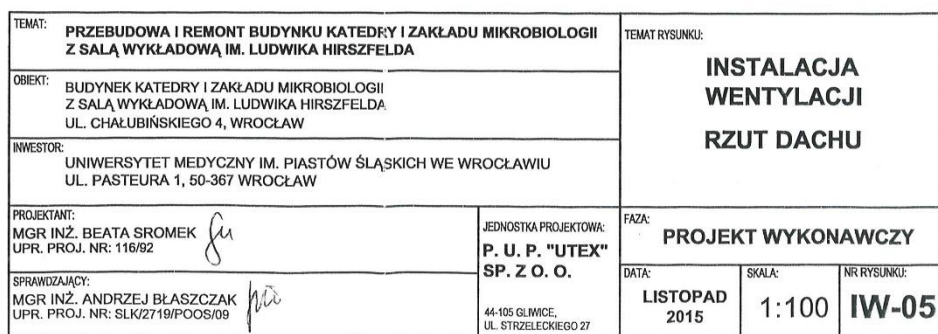 TEMAT:
PRZEBUDOWA I REMONT BUDYNKU KATEDRY I ZAKŁADU MIKROBIOLOGII
Z SALĄ WYKŁADOWĄ IM. LUDWIKA HIRSZFELDA
OBIEKT:
BUDYNEK KATEDRY I ZAKŁADU MIKROBIOLOGII
Z SALĄ WYKŁADOWĄ IM. LUDWIKA HIRSZFELDA
UL. CHAŁUBIŃSKIEGO 4, WROCŁAW
INWESTOR:
UNIWERSYTET MEDYCZNY IM. PIASTÓW ŚLĄSKICH WE WROCŁAWIU
UL. PASTEURA 1, 50-367 WROCŁAW
PROJEKTANT:
MGR INŻ. BEATA SROMEK
UPR. PROJ. NR: 116/92
SPRAWDZAJĄCY:
MGR INŻ. ANDRZEJ BŁASZCZAK
UPR. PROJ. NR: SLK/2719/POOS/09
JEDNOSTKA PROJEKTOWA:
P. U. P. "UTEX"
SP. Z O. O.
44-105 GLIWICE,
UL. STRZELECKIEGO 27
TEMAT RYSUNKU:
INSTALACJA
WENTYLACJI
RZUT DACHU
FAZA:
PROJEKT WYKONAWCZY
DATA:
LISTOPAD
2015
SKALA:
1:100
NR RYSUNKU:
IW-05